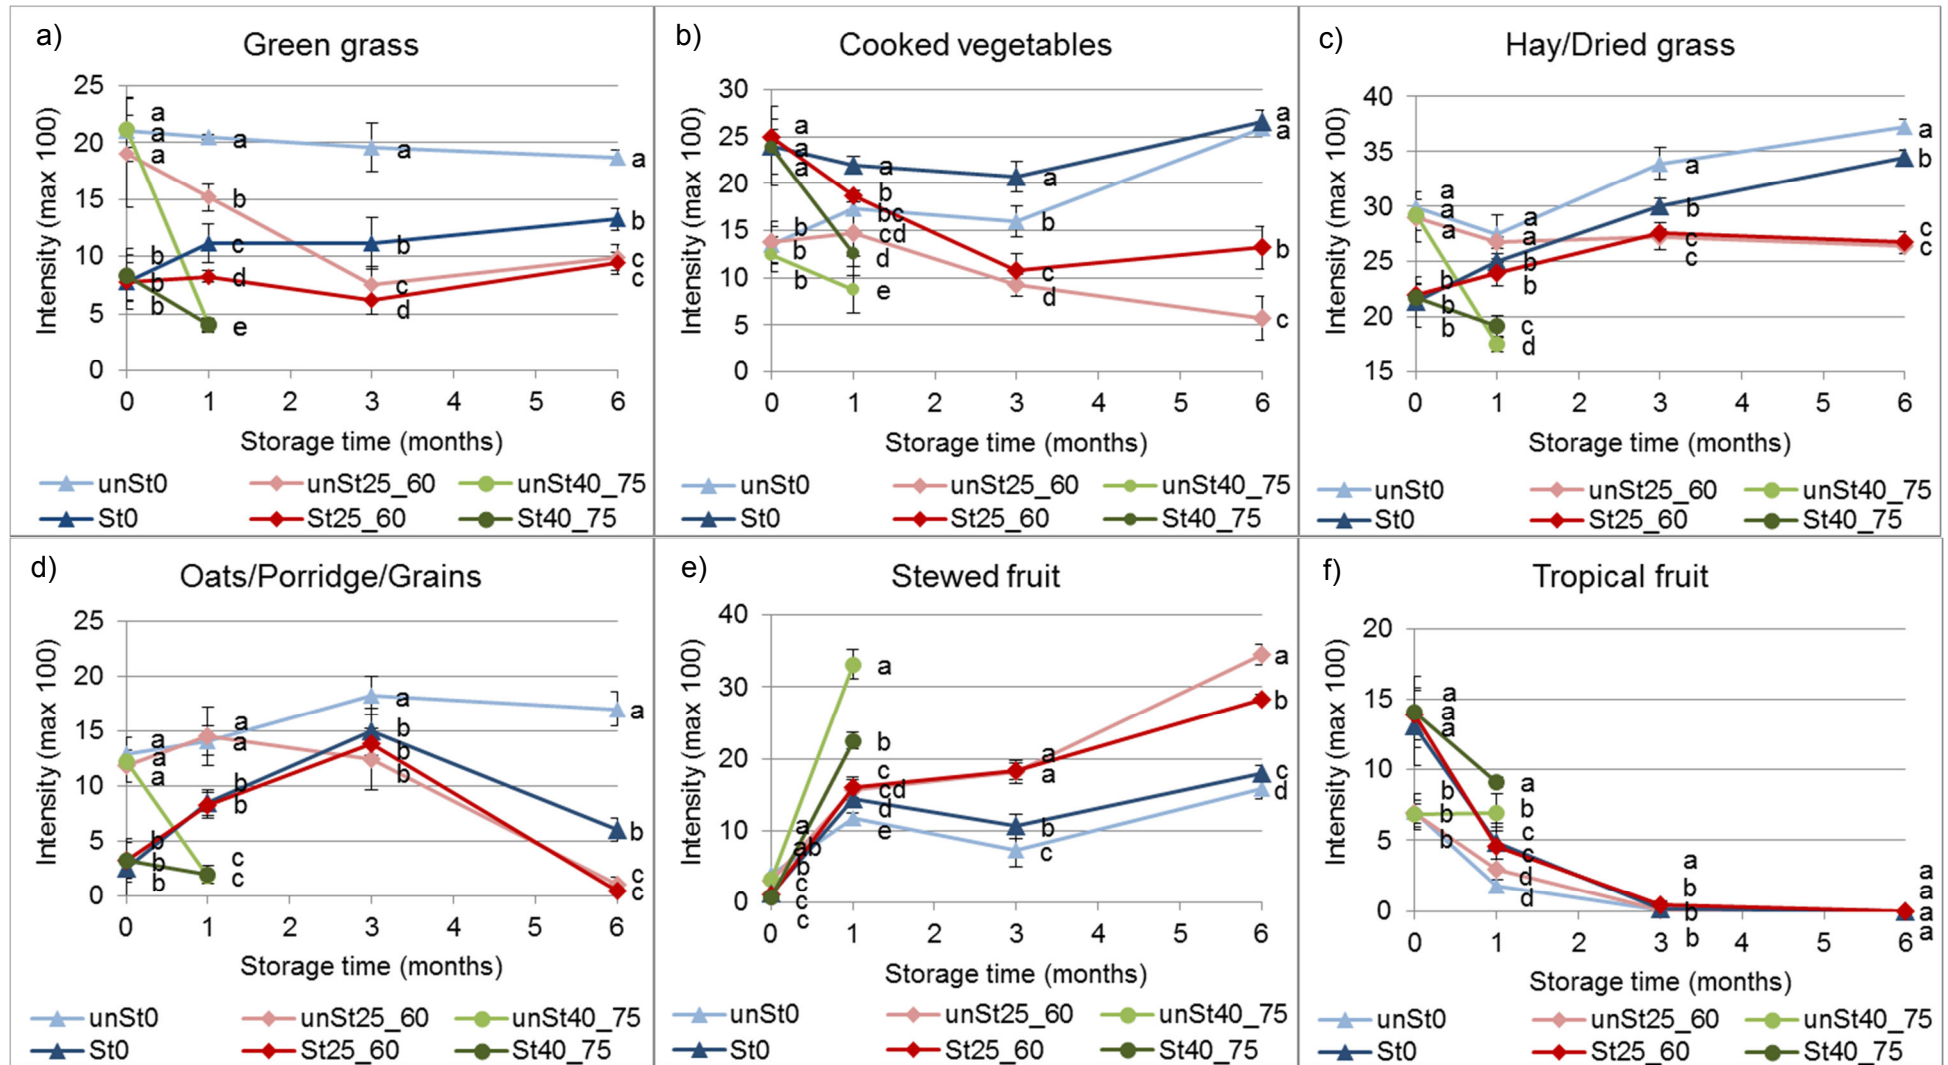 a)
Green grass
Intensity (max 100)
25
20
15
10
5
0
a
a
a
b
b
b
a
b
c
d
e
a
b
c
d
a
b
c
c
0 1 2 3 4 5 6
Storage time (months)
unSt0 unSt25_60 unSt40_75
St0 St25_60 St40_75
b)
Cooked vegetables
Intensity (max 100)
30
25
20
15
10
5
0
a
a
a
b
b
b
a
b
bc
cd
d
e
a
b
c
d
a
a
b
c
0 1 2 3 4 5 6
Storage time (months)
unSt0 unSt25_60 unSt40_75
St0 St25_60 St40_75
c)
Hay/Dried grass
Intensity (max 100)
40
35
30
25
20
15
a
a
a
b
b
b
a
a
b
b
c
d
a
b
c
c
a
b
c
c
0 1 2 3 4 5 6
Storage time (months)
unSt0 unSt25_60 unSt40_75
St0 St25_60 St40_75
d)
Oats/Porridge/Grains
Intensity (max 100)
25
20
15
10
5
0
a
a
a
b
b
b
a
a
b
b
c
c
a
b
b
b
a
b
c
c
0 1 2 3 4 5 6
Storage time (months)
unSt0 unSt25_60 unSt40_75
St0 St25_60 St40_75
e)
Stewed fruit
Intensity (max 100)
40
30
20
10
0
a
ab
b
c
c
c
a
b
c
cd
d
e
a
a
b
c
a
b
c
d
0 1 2 3 4 5 6
Storage time (months)
unSt0 unSt25_60 unSt40_75
St0 St25_60 St40_75
f)
Tropical fruit
Intensity (max 100)
20
15
10
5
0
a
a
a
b
b
b
a
b
c
c
d
d
a
b
b
b
a
a
a
a
0 1 2 3 4 5 6
Storage time (months)
unSt0 unSt25_60 unSt40_75
St0 St25_60 St40_75